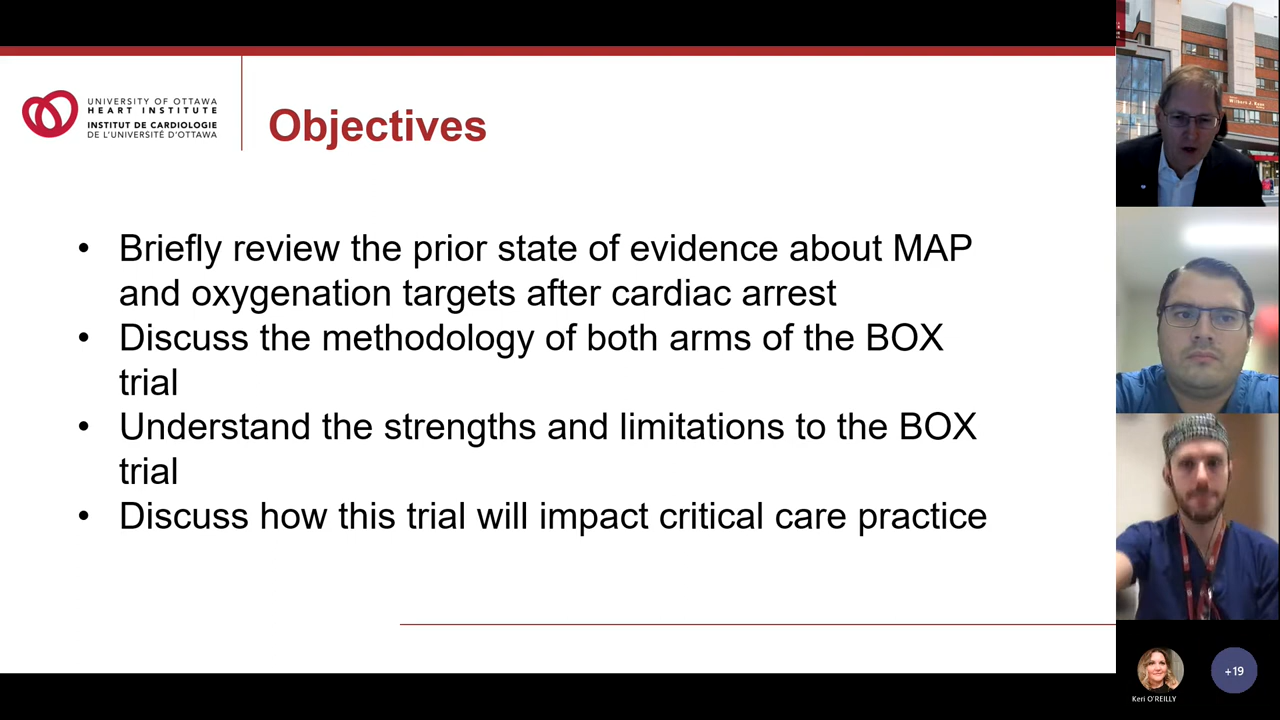 UNIVERSITY OF OTTAWA
HEART INSTITUTE
INSTITUT DE CARDIOLOGIE
DE L'UNIVERSITÉ D'OTTAWA
Objectives
• Briefly review the prior state of evidence about MAP
and oxygenation targets after cardiac arrest
• Discuss the methodology of both arms of the BOX
trial
• Understand the strengths and limitations to the BOX
trial
• Discuss how this trial will impact critical care practice
Keri O'REILLY
+19